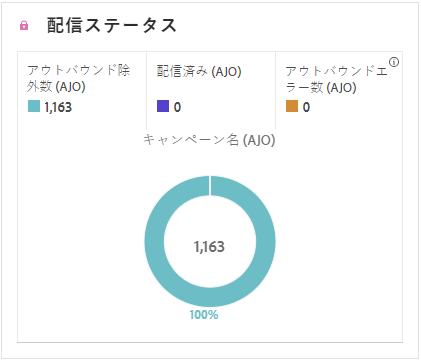 配信ステータス
アウトバウンド除
外数 (AJO)
1,163
配信済み (AJO)
0
アウトバウンドエ
ラー数 (AJO)
0
キャンペーン名 (AJO)
1,163
100%